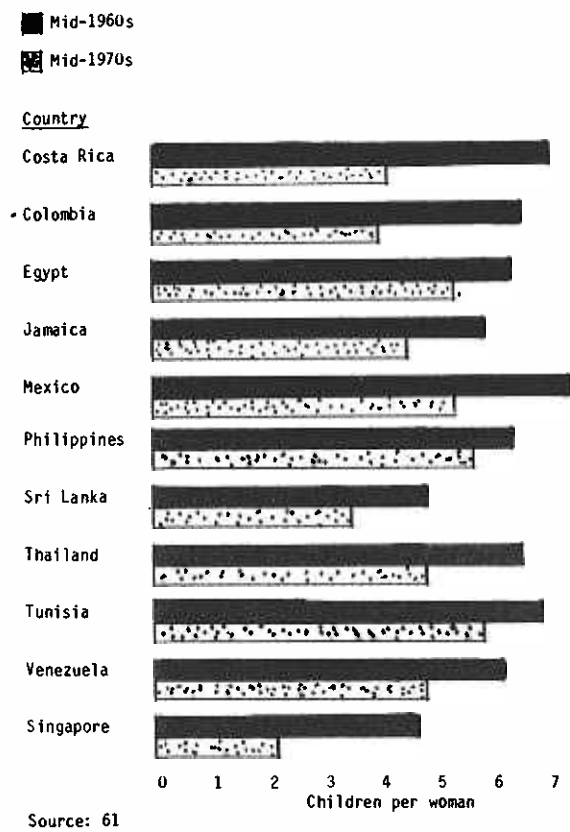 Mid-1960s
Mid-1970s
Country
Costa Rica
Colombia
Egypt
Jamaica
Mexico
Philippines
Sri Lanka
Thailand
Tunisia
Venezuela
Singapore
0 1 2 3 4 5 6 7
Children per woman
Source: 61